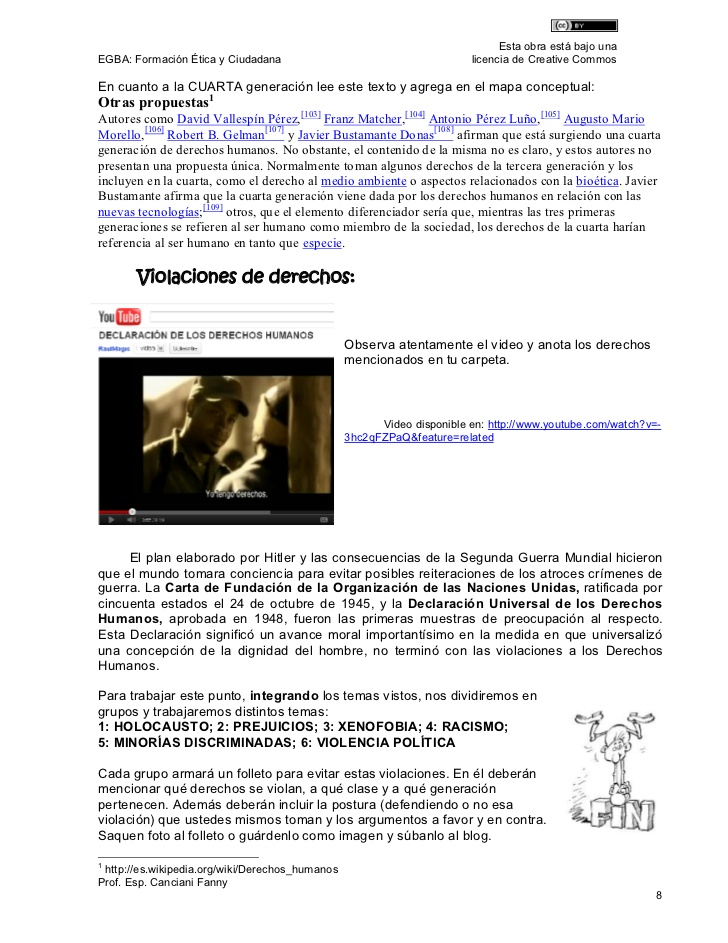 CC BY
Esta obra está bajo una
EGBA: Formación Ética y Ciudadana licencia de Creative Commos
En cuanto a la CUARTA generación lee este texto y agrega en el mapa conceptual:
Otras propuestas1
Autores como David Vallespín Pérez,[103] Franz Matcher,[104] Antonio Pérez Luño,[105] Augusto Mario
Morello,[106] Robert B. Gelman[107] y Javier Bustamante Donas[108] afirman que está surgiendo una cuarta
generación de derechos humanos. No obstante, el contenido de la misma no es claro, y estos autores no
presentan una propuesta única. Normalmente toman algunos derechos de la tercera generación y los
incluyen en la cuarta, como el derecho al medio ambiente o aspectos relacionados con la bioética. Javier
Bustamante afirma que la cuarta generación viene dada por los derechos humanos en relación con las
nuevas tecnologías;[109] otros, que el elemento diferenciador sería que, mientras las tres primeras
generaciones se refieren al ser humano como miembro de la sociedad, los derechos de la cuarta harían
referencia al ser humano en tanto que especie.
Violaciones de derechos:
YouTube
DECLARACIÓN DE LOS DERECHOS HUMANOS
Yo tengo derechos.
Observa atentamente el video y anota los derechos
mencionados en tu carpeta.
Video disponible en: http://www.youtube.com/watch?v=-
3hc2qFZPaQ&feature=related
El plan elaborado por Hitler y las consecuencias de la Segunda Guerra Mundial hicieron
que el mundo tomara conciencia para evitar posibles reiteraciones de los atroces crímenes de
guerra. La Carta de Fundación de la Organización de las Naciones Unidas, ratificada por
cincuenta estados el 24 de octubre de 1945, y la Declaración Universal de los Derechos
Humanos, aprobada en 1948, fueron las primeras muestras de preocupación al respecto.
Esta Declaración significó un avance moral importantísimo en la medida en que universalizó
una concepción de la dignidad del hombre, no terminó con las violaciones a los Derechos
Humanos.
Para trabajar este punto, integrando los temas vistos, nos dividiremos en
grupos y trabajaremos distintos temas:
1: HOLOCAUSTO; 2: PREJUICIOS; 3: XENOFOBIA; 4: RACISMO;
5: MINORÍAS DISCRIMINADAS; 6: VIOLENCIA POLÍTICA
Cada grupo armará un folleto para evitar estas violaciones. En él deberán
mencionar qué derechos se violan, a qué clase y a qué generación
pertenecen. Además deberán incluir la postura (defendiendo o no esa
violación) que ustedes mismos toman y los argumentos a favor y en contra.
Saquen foto al folleto o guárdenlo como imagen y súbanlo al blog.
FIN
1 http://es.wikipedia.org/wiki/Derechos_humanos
Prof. Esp. Canciani Fanny
8